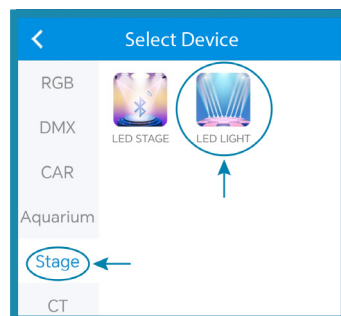 Select Device
RGB
DMX
CAR
Aquarium
Stage
CT
LED STAGE
LED LIGHT